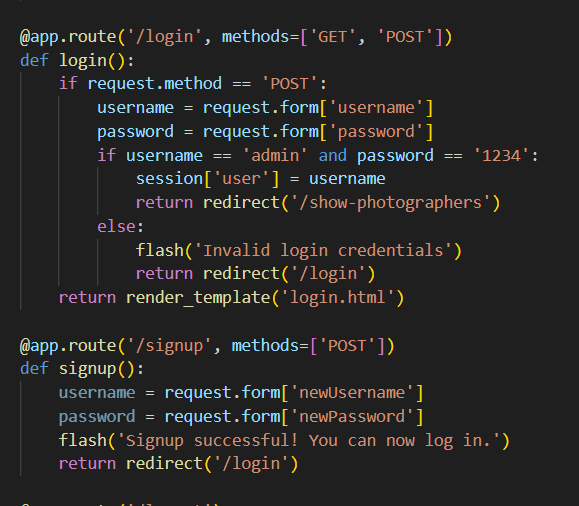 @app.route('/login', methods=['GET', 'POST'])
def login():
    if request.method == 'POST':
        username = request.form['username']
        password = request.form['password']
        if username == 'admin' and password == '1234':
            session['user'] = username
            return redirect('/show-photographers')
        else:
            flash('Invalid login credentials')
            return redirect('/login')
    return render_template('login.html')

@app.route('/signup', methods=['POST'])
def signup():
    username = request.form['newUsername']
    password = request.form['newPassword']
    flash('Signup successful! You can now log in.')
    return redirect('/login')